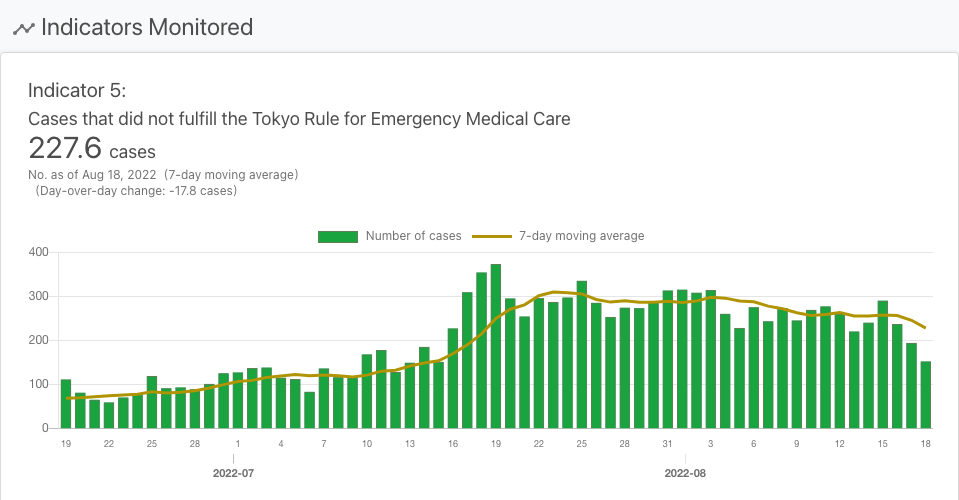 Indicators Monitored
Indicator 5:
Cases that did not fulfill the Tokyo Rule for Emergency Medical Care
227.6 cases
No. as of Aug 18, 2022 (7-day moving average)
(Day-over-day change: -17.8 cases)
Number of cases 7-day moving average
400
300
200
100
0
19 22 25 28 1 4 7 10 13 16 19 22 25 28 31 3 6 9 12 15 18
2022-07 2022-08